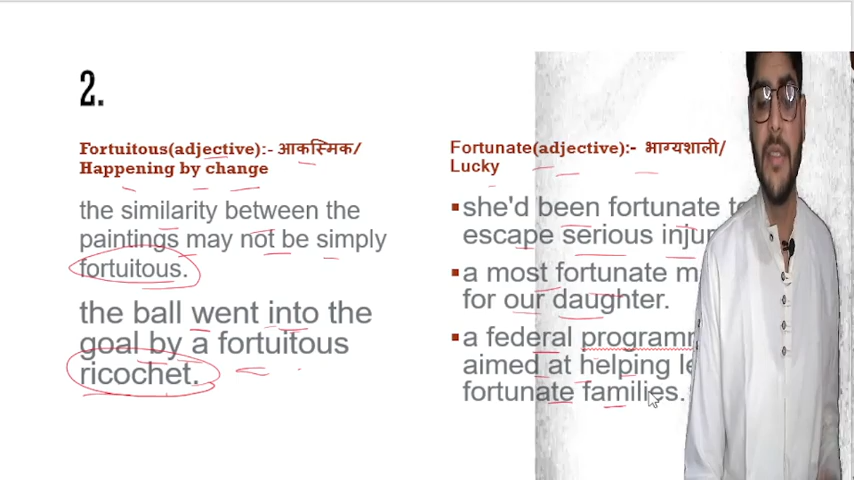 2.
Fortuitous(adjective):- आकस्मिक/
Happening by change
the similarity between the
paintings may not be simply
fortuitous.
the ball went into the
goal by a fortuitous
ricochet.
Fortunate(adjective):- भाग्यशाली/
Lucky
she'd been fortunate
escape serious
a most fortunate
for our daughter.
a federal
aimed at helping
fortunate families.